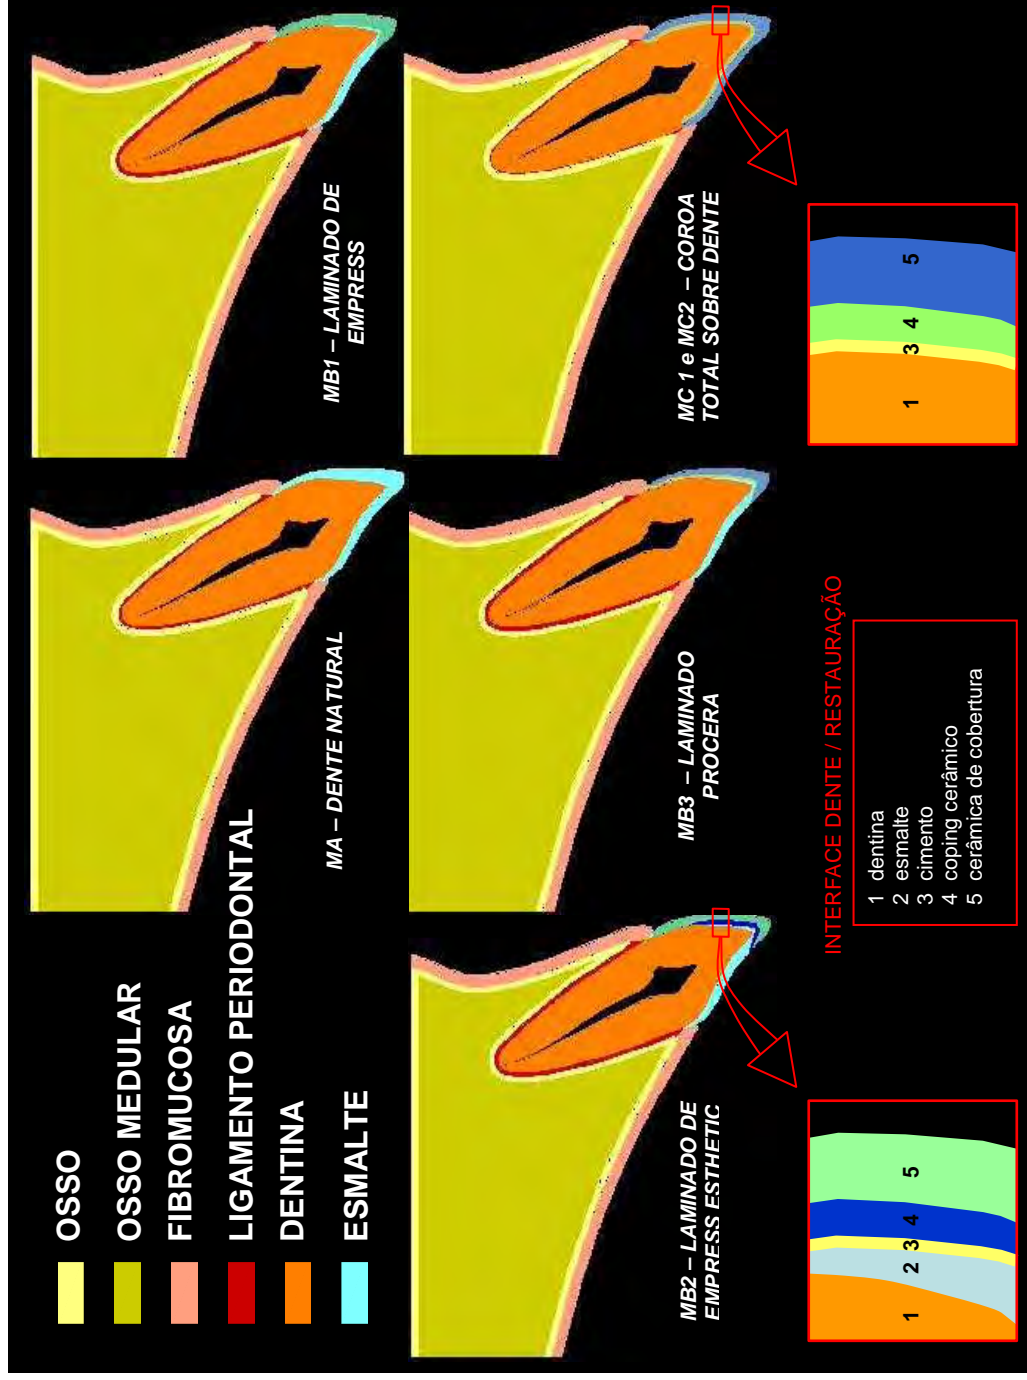 OSSO
OSSO MEDULAR
FIBROMUCOSA
LIGAMENTO PERIODONTAL
DENTINA
ESMALTE
MA – DENTE NATURAL
MB1 – LAMINADO DE
EMPRESS
MB2 – LAMINADO DE
EMPRESS ESTHETIC
MB3 – LAMINADO
PROCERA
MC 1 e MC2 – COROA
TOTAL SOBRE DENTE
1 2 3 4 5
INTERFACE DENTE / RESTAURAÇÃO
1 dentina
2 esmalte
3 cimento
4 coping cerâmico
5 cerâmica de cobertura
1 3 4 5